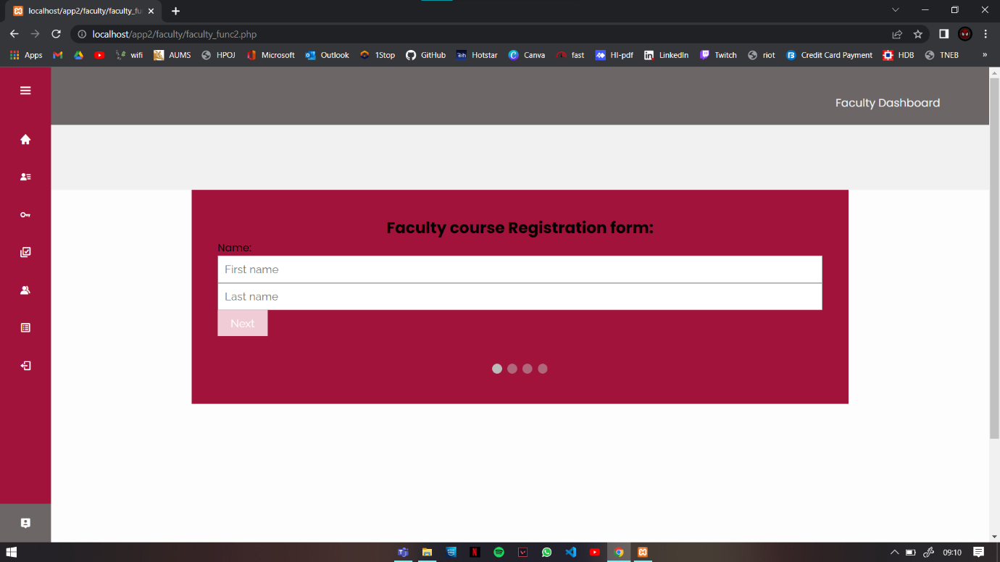 localhost/app2/faculty/faculty_fu
localhost/app2/faculty/faculty_func2.php
Apps wifi AUMS HPOJ Microsoft Outlook 1Stop GitHub Hotstar Canva fast HI-pdf LinkedIn Twitch riot Credit Card Payment HDB TNEB »
Faculty Dashboard
Faculty course Registration form:
Name:
First name
Last name
Next
09:10